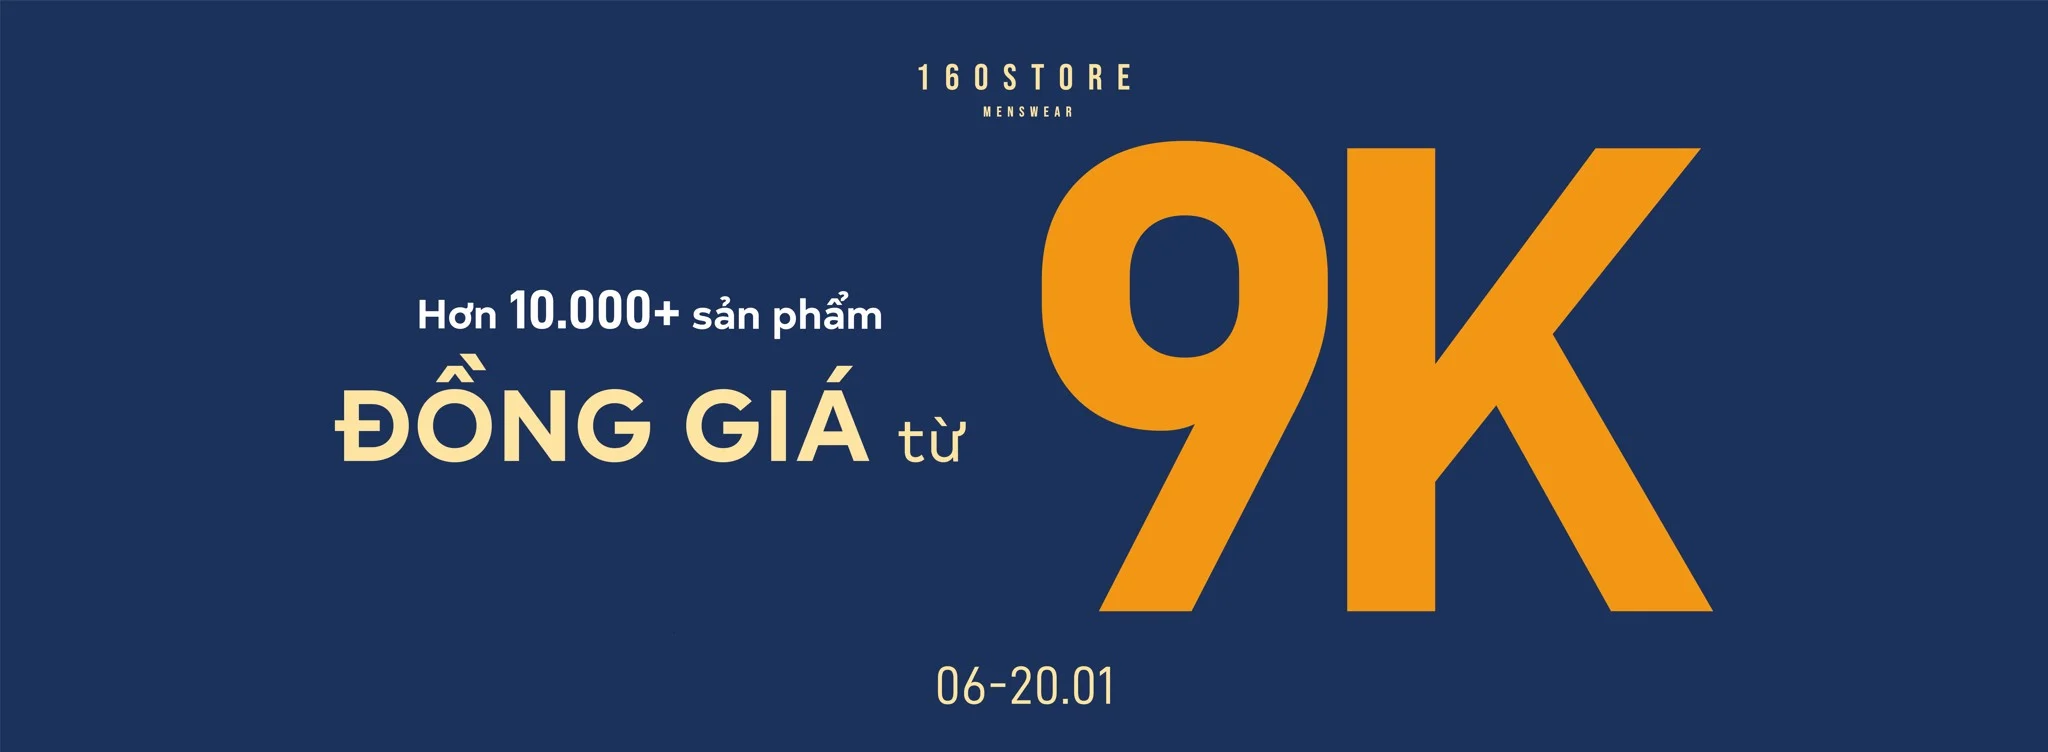 160STORE
MENSWEAR
Hơn 10.000+ sản phẩm
ĐỒNG GIÁ từ
9K
06-20.01